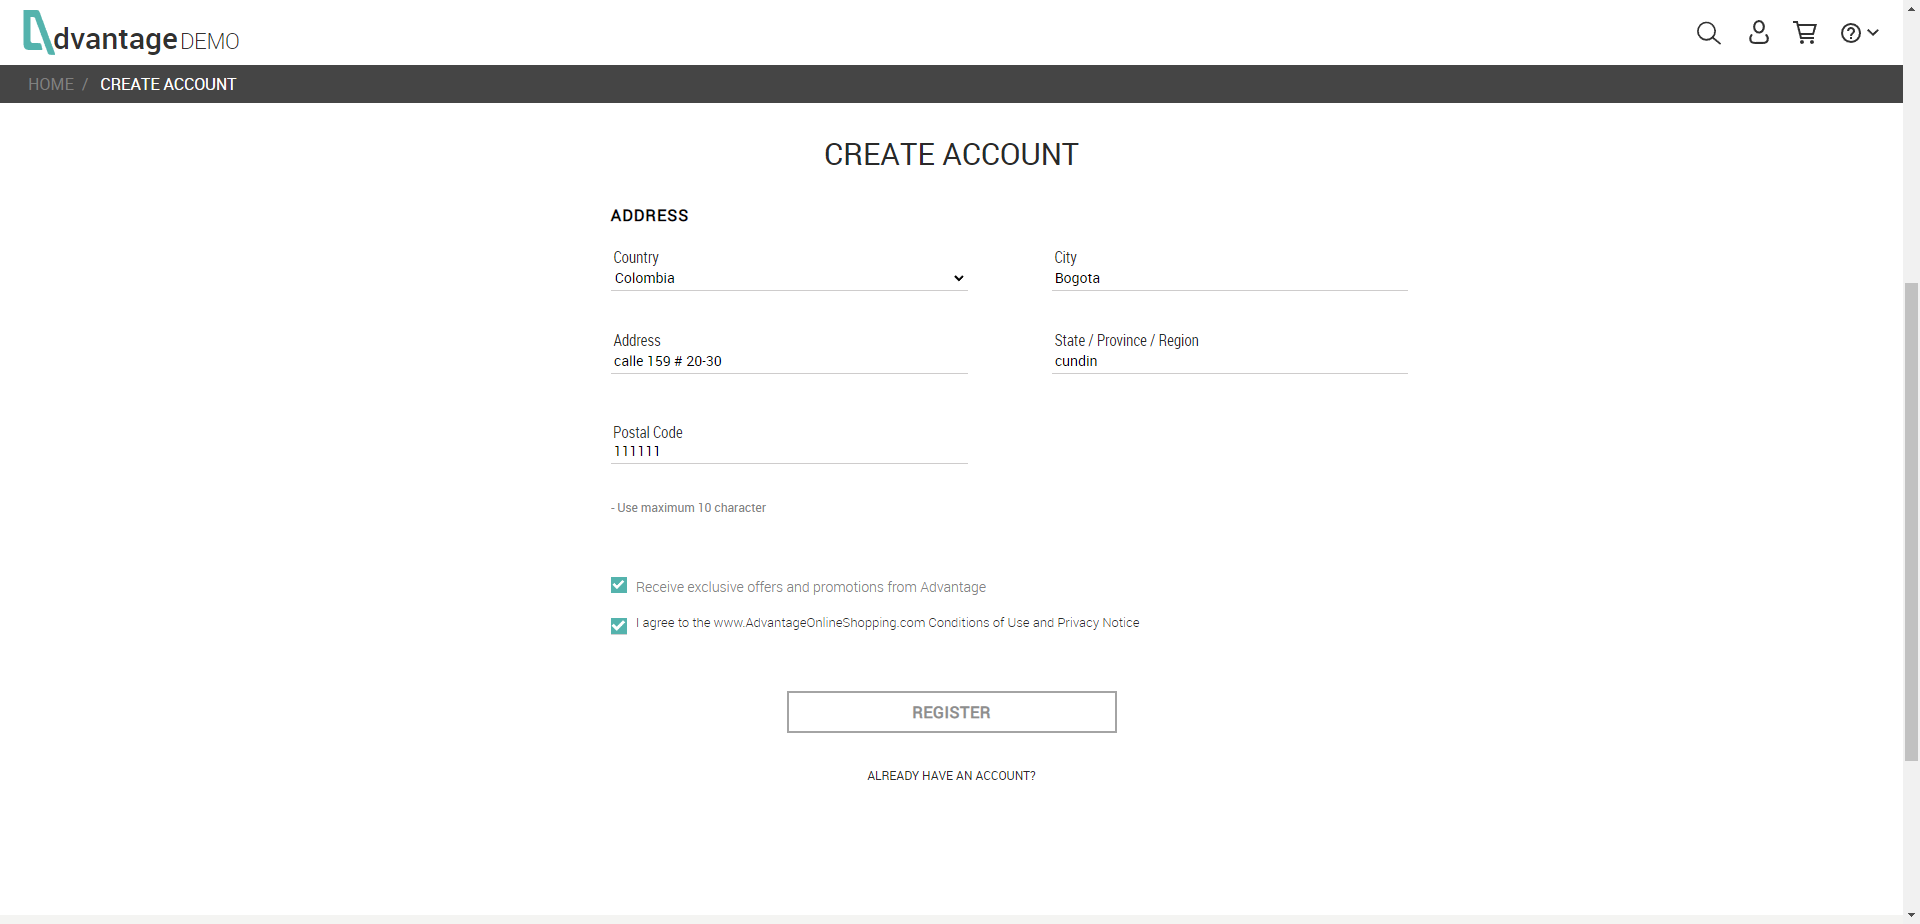 dvantage DEMO
HOME / CREATE ACCOUNT
CREATE ACCOUNT
ADDRESS
Country
Colombia
City
Bogota
Address
calle 159 # 20-30
State / Province / Region
cundin
Postal Code
111111
- Use maximum 10 character
Receive exclusive offers and promotions from Advantage
I agree to the www.AdvantageOnlineShopping.com Conditions of Use and Privacy Notice
REGISTER
ALREADY HAVE AN ACCOUNT?